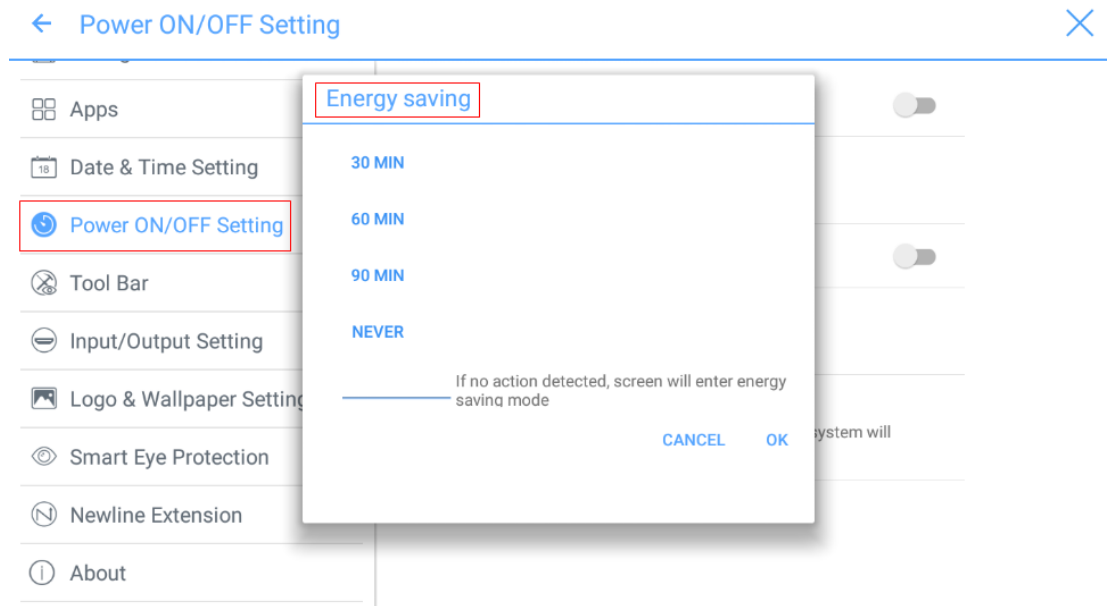 Power ON/OFF Setting
Apps
18
Date & Time Setting
Power ON/OFF Setting
Tool Bar
Input/Output Setting
Logo & Wallpaper Setting
Smart Eye Protection
N
Newline Extension
i
About
Energy saving
30 MIN
60 MIN
90 MIN
NEVER
If no action detected, screen will enter energy
saving mode
CANCEL
OK
system will